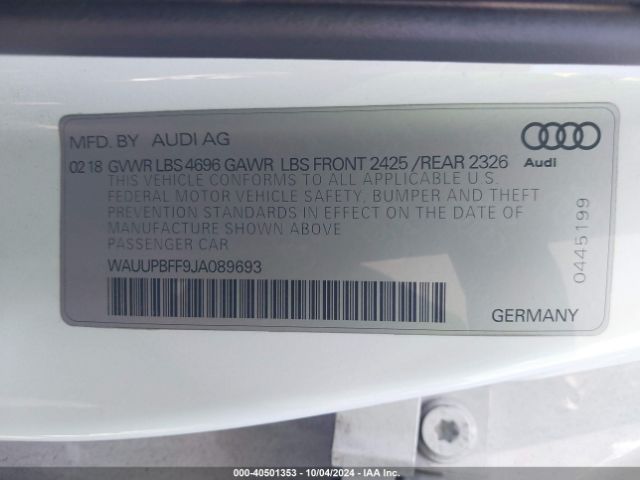 MFD. BY AUDI AG
02 18 GVWR LBS 4696 GAWR LBS FRONT 2425 / REAR 2326
Audi
THIS VEHICLE CONFORMS TO ALL APPLICABLE U.S.
FEDERAL MOTOR VEHICLE SAFETY, BUMPER AND THEFT
PREVENTION STANDARDS IN EFFECT ON THE DATE OF
MANUFACTURE SHOWN ABOVE
PASSENGER CAR
WAUUPBFF9JA089693
0445199
GERMANY
000-40501353 - 10/04/2024 - IAA Inc.